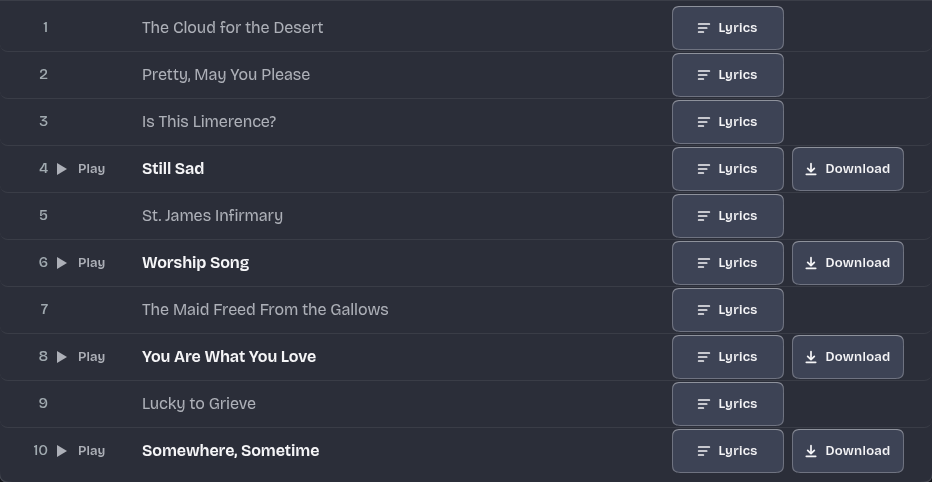 1 The Cloud for the Desert Lyrics
2 Pretty, May You Please Lyrics
3 Is This Limerence? Lyrics
4 Play Still Sad Lyrics Download
5 St. James Infirmary Lyrics
6 Play Worship Song Lyrics Download
7 The Maid Freed From the Gallows Lyrics
8 Play You Are What You Love Lyrics Download
9 Lucky to Grieve Lyrics
10 Play Somewhere, Sometime Lyrics Download